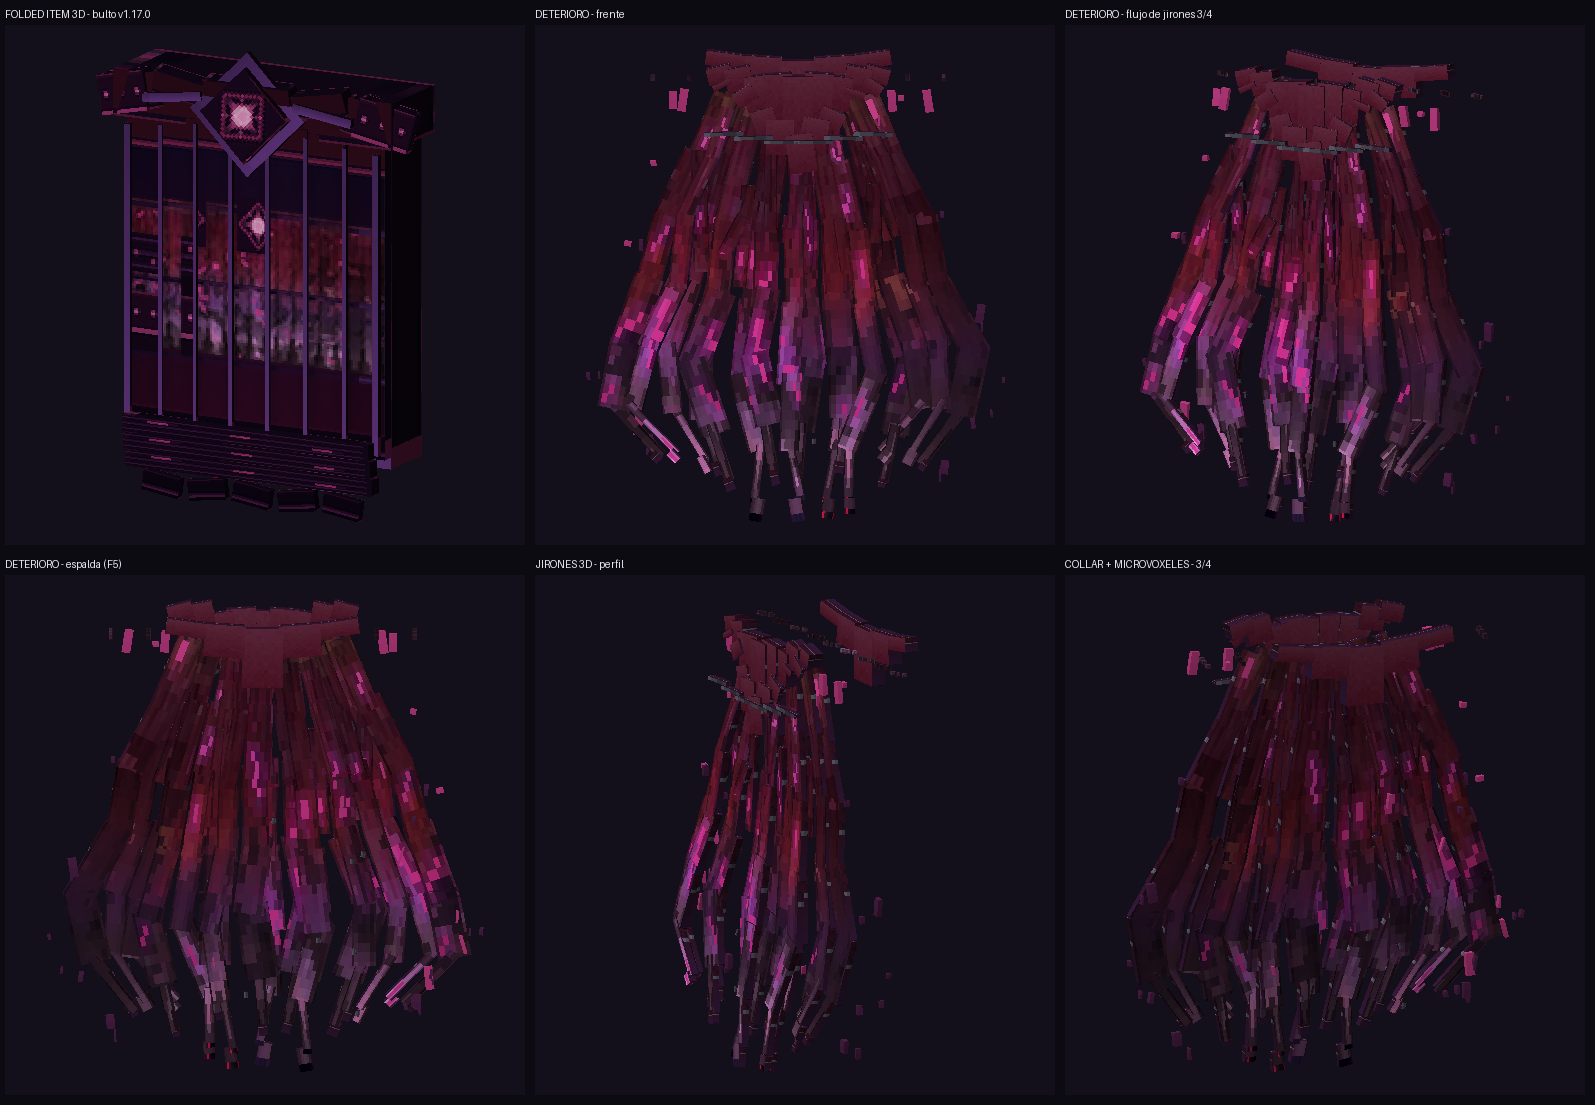 FOLDED ITEM 3D - bulto v1.17.0
DETERIORO - frente
DETERIORO - flujo de jirones 3/4
DETERIORO - espalda (F5)
JIRONES 3D - perfil
COLLAR + MICROVOXELES - 3/4